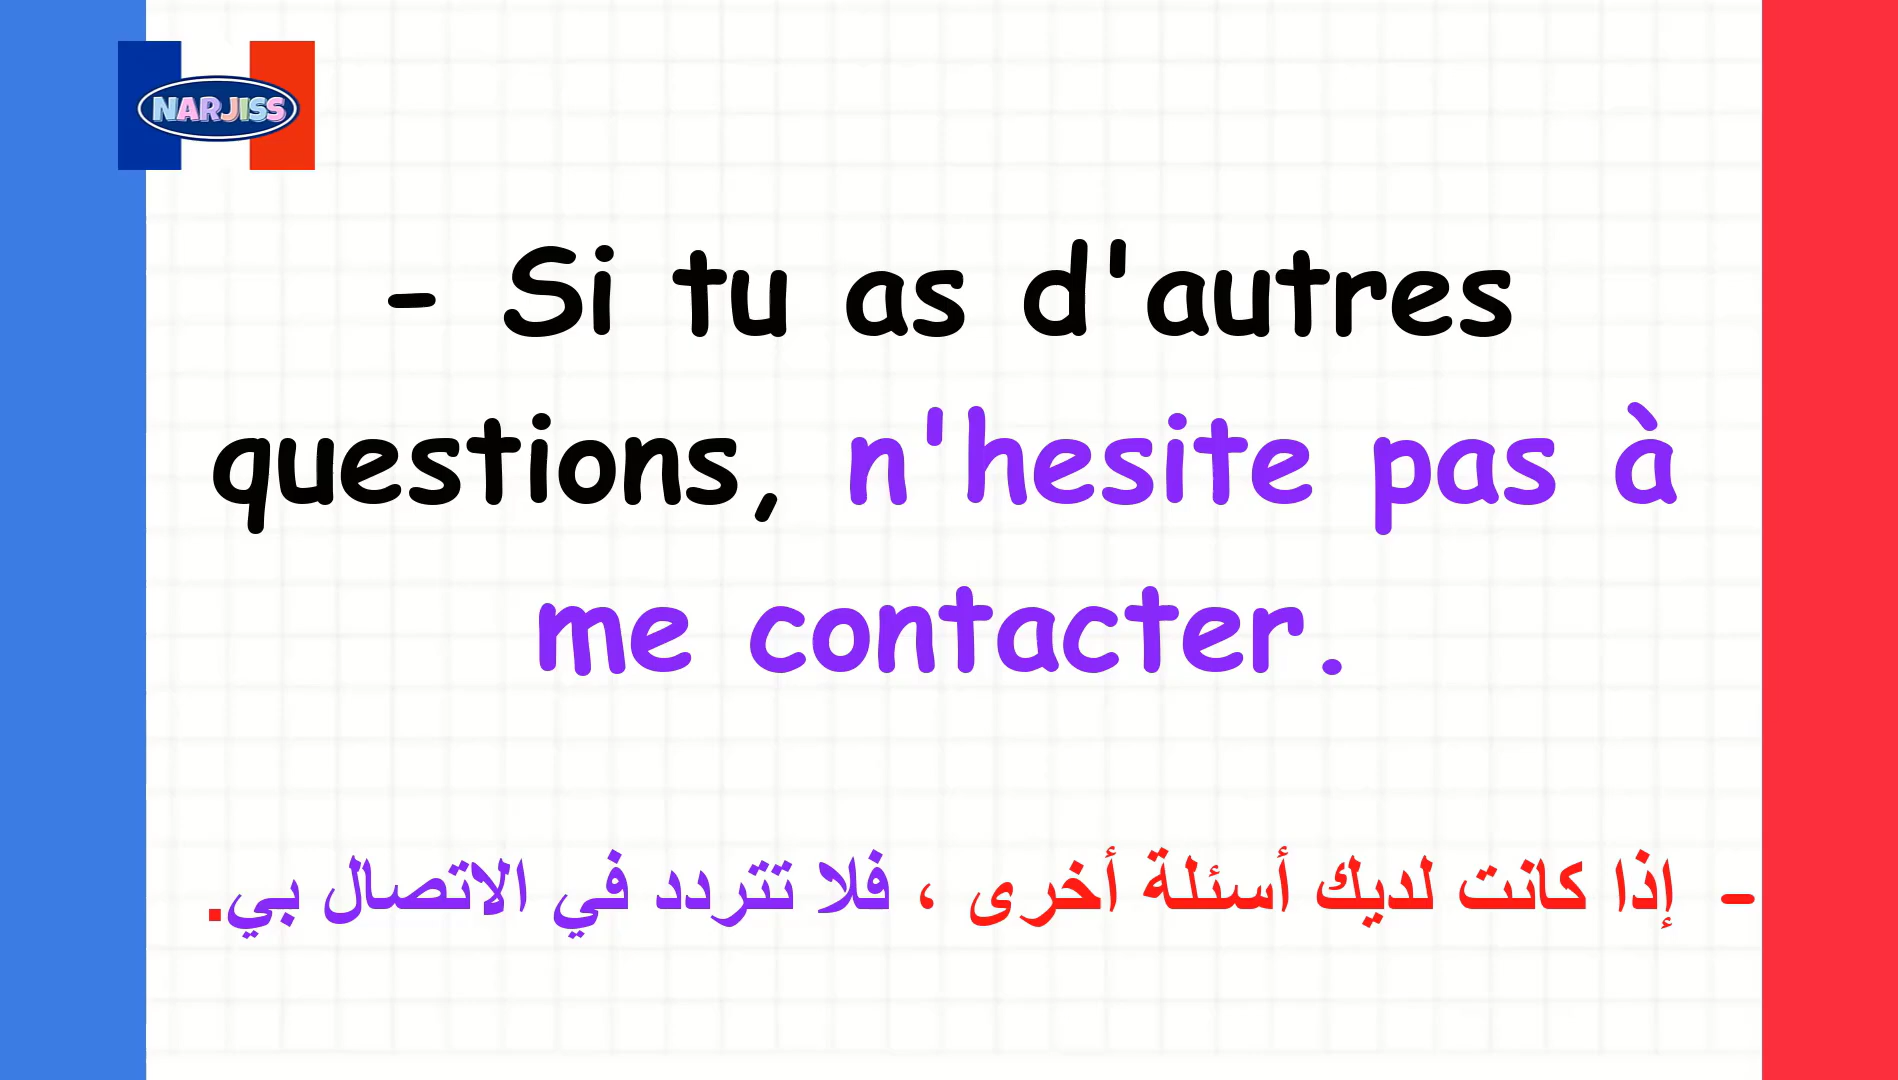 NARJISS
- Si tu as d'autres
questions, n'hesite pas à
me contacter.
- إذا كانت لديك أسئلة أخرى ، فلا تتردد في الاتصال بي.